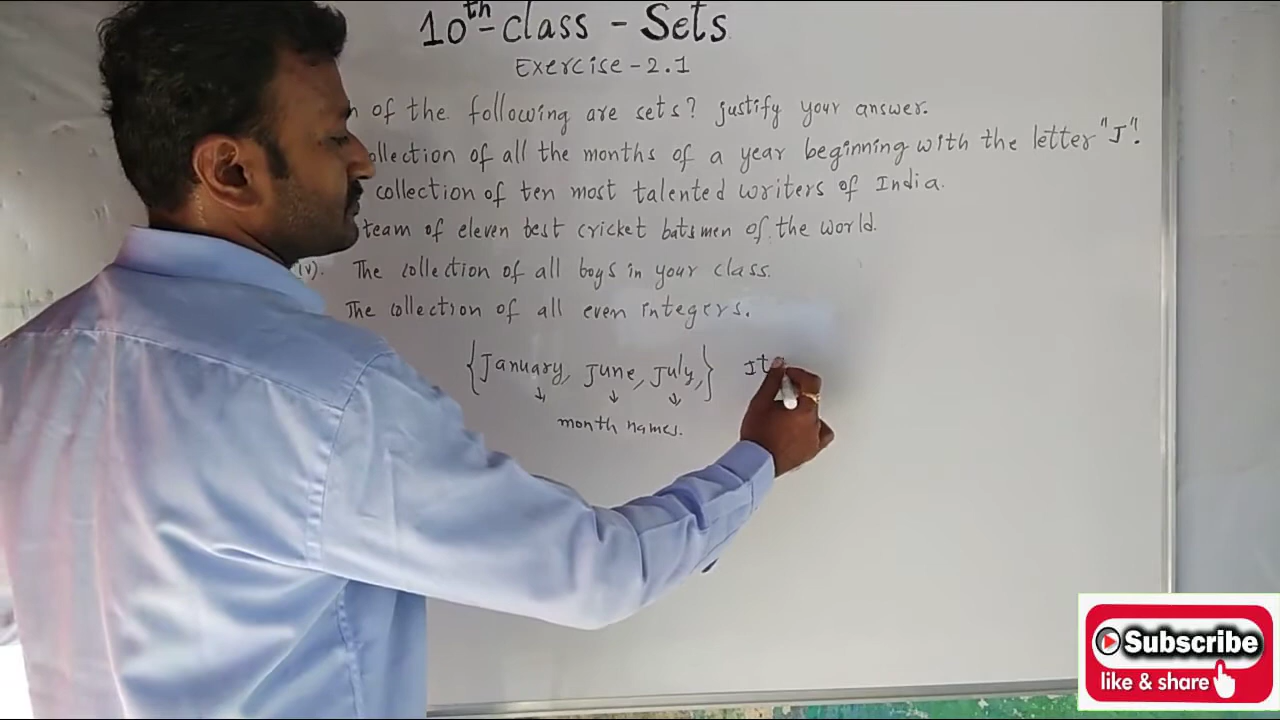 10th-class - Sets
Exercise-2.1
of the following are sets? justify your answer.
ollection of all the months of a year beginning with the letter "J".
collection of ten most talented writers of India.
team of eleven best cricket batsmen of the world.
(v). The collection of all boys in your class.
The collection of all even integers.
{January, June, July,} It
↓ ↓ ↓
month names.
Subscribe
like & share